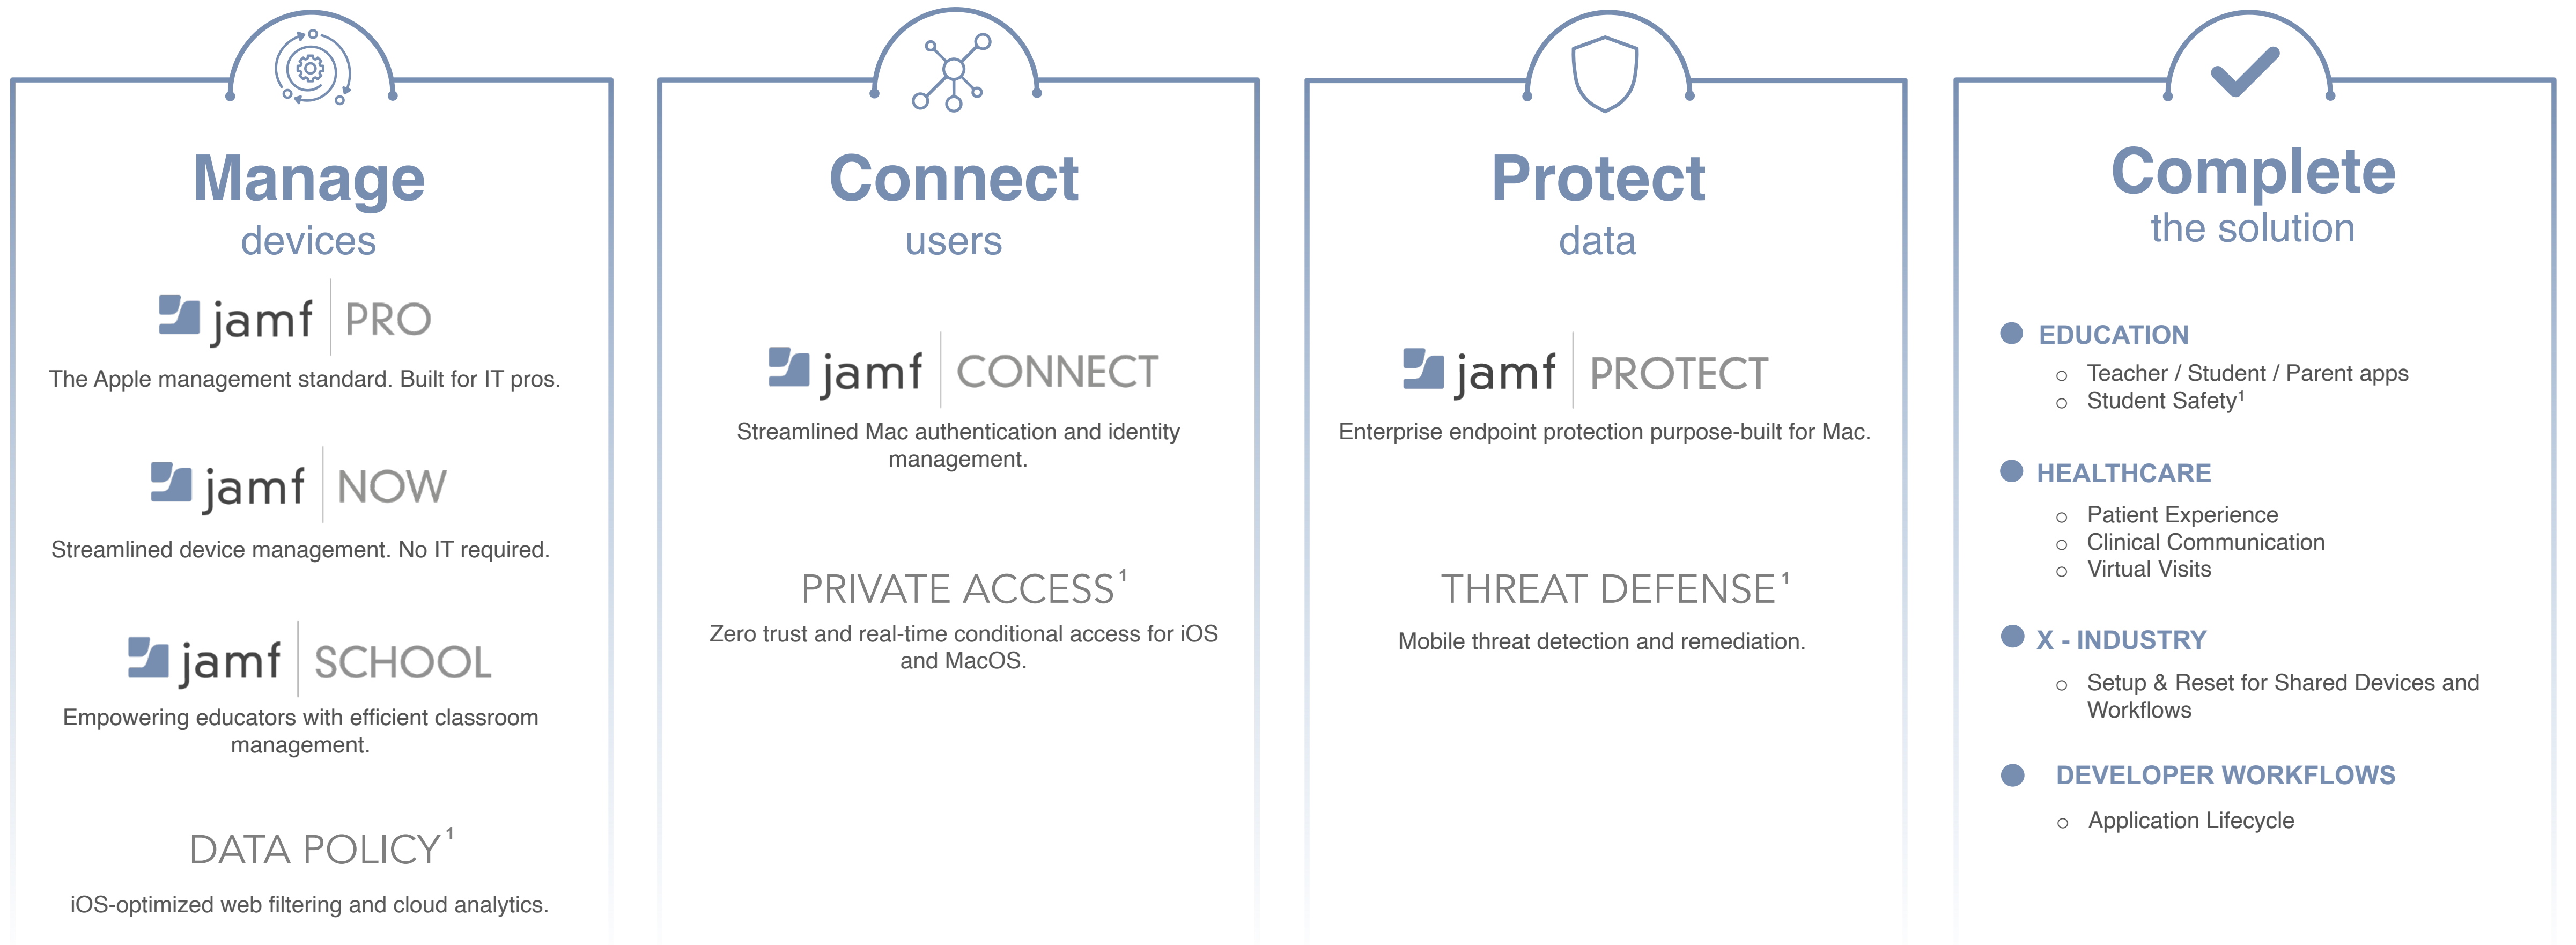 Manage
devices
jamf | PRO
The Apple management standard. Built for IT pros.
jamf | NOW
Streamlined device management. No IT required.
jamf | SCHOOL
Empowering educators with efficient classroom
management.
DATA POLICY¹
iOS-optimized web filtering and cloud analytics.
Connect
users
jamf | CONNECT
Streamlined Mac authentication and identity
management.
PRIVATE ACCESS¹
Zero trust and real-time conditional access for iOS
and MacOS.
Protect
data
jamf | PROTECT
Enterprise endpoint protection purpose-built for Mac.
THREAT DEFENSE¹
Mobile threat detection and remediation.
Complete
the solution
● EDUCATION
○ Teacher / Student / Parent apps
○ Student Safety¹
● HEALTHCARE
○ Patient Experience
○ Clinical Communication
○ Virtual Visits
● X - INDUSTRY
○ Setup & Reset for Shared Devices and
Workflows
● DEVELOPER WORKFLOWS
○ Application Lifecycle